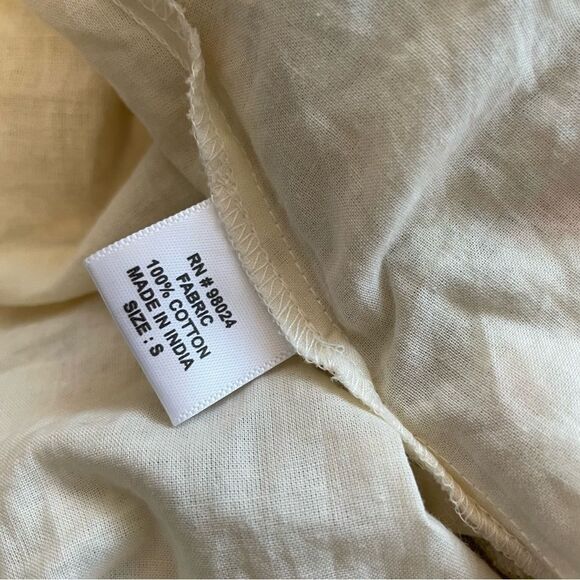 RN # 98024
FABRIC
100% COTTON
MADE IN INDIA
SIZE : S